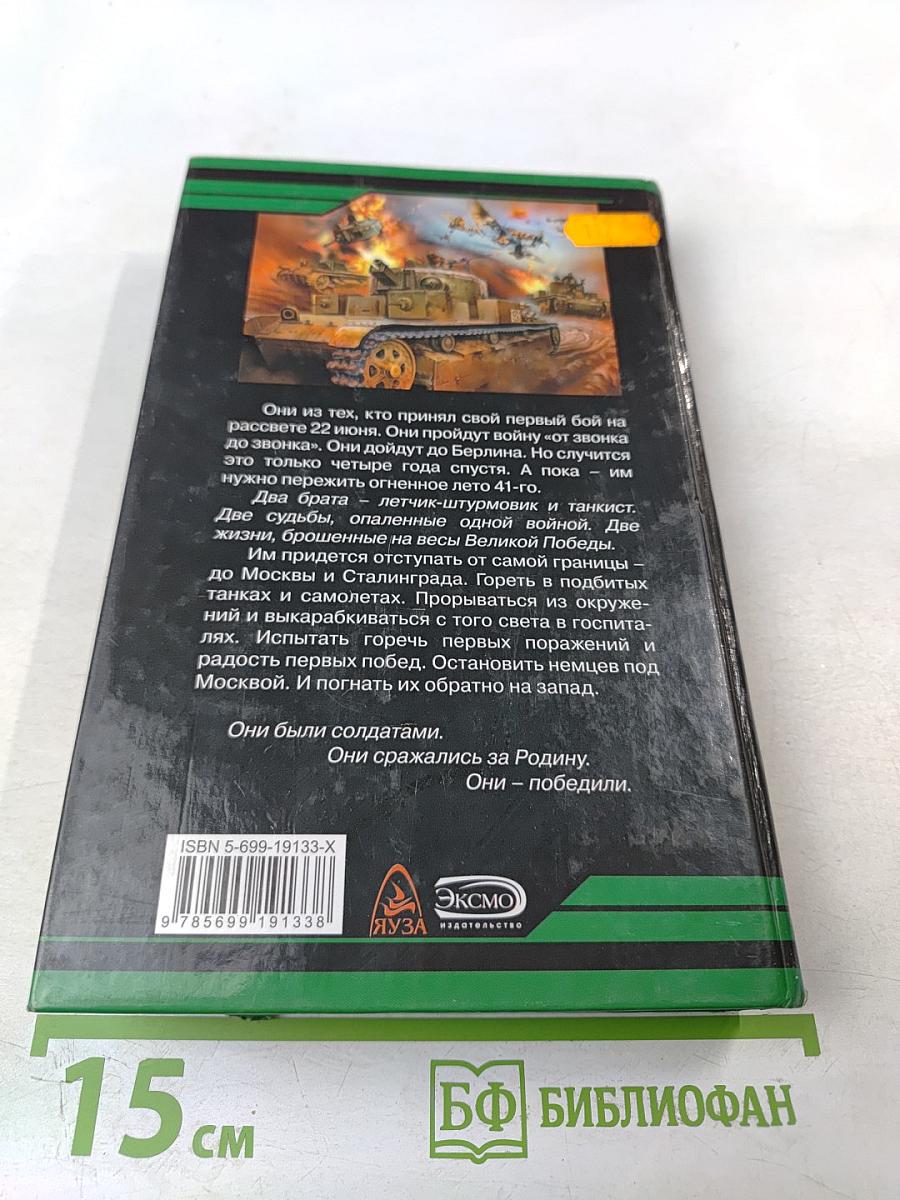 Они из тех, кто принял свой первый бой на
рассвете 22 июня. Они пройдут войну «от звонка
до звонка». Они дойдут до Берлина. Но случится
это только четыре года спустя. А пока – им
нужно пережить огненное лето 41-го.
Два брата – летчик-штурмовик и танкист.
Две судьбы, опаленные одной войной. Две
жизни, брошенные на весы Великой Победы.
Им придется отступать от самой границы –
до Москвы и Сталинграда. Гореть в подбитых
танках и самолетах. Прорываться из окруже-
ний и выкарабкиваться с того света в госпита-
лях. Испытать горечь первых поражений и
радость первых побед. Остановить немцев под
Москвой. И погнать их обратно на запад.
Они были солдатами.
Они сражались за Родину.
Они – победили.
ISBN 5-699-19133-X
9 785699 191338
ЯУЗА
ЭКСМО
ИЗДАТЕЛЬСТВО
15 см
БФ БИБЛИОФАН